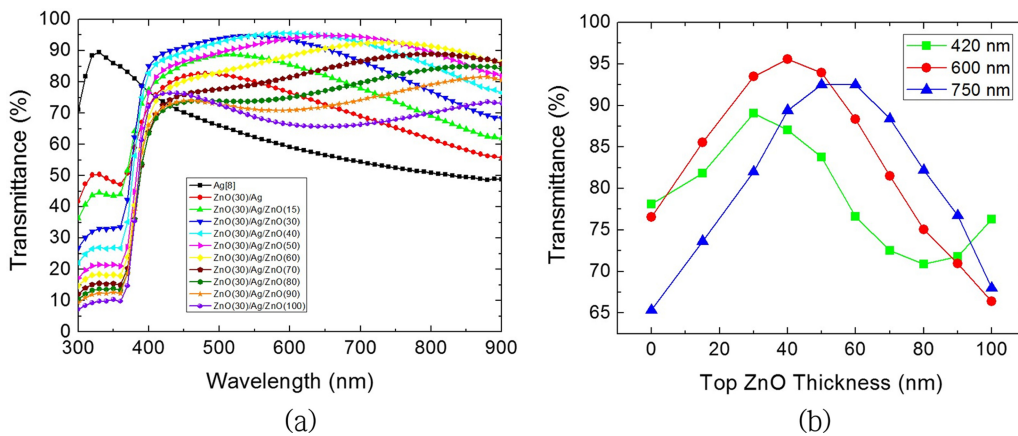 100
90
80
70
60
50
40
30
20
10
0
Transmittance (%)
Ag[8]
ZnO(30)/Ag
ZnO(30)/Ag/ZnO(15)
ZnO(30)/Ag/ZnO(30)
ZnO(30)/Ag/ZnO(40)
ZnO(30)/Ag/ZnO(50)
ZnO(30)/Ag/ZnO(60)
ZnO(30)/Ag/ZnO(70)
ZnO(30)/Ag/ZnO(80)
ZnO(30)/Ag/ZnO(90)
ZnO(30)/Ag/ZnO(100)
300 400 500 600 700 800 900
Wavelength (nm)
(a)
100
95
90
85
80
75
70
65
Transmittance (%)
420 nm
600 nm
750 nm
0 20 40 60 80 100
Top ZnO Thickness (nm)
(b)